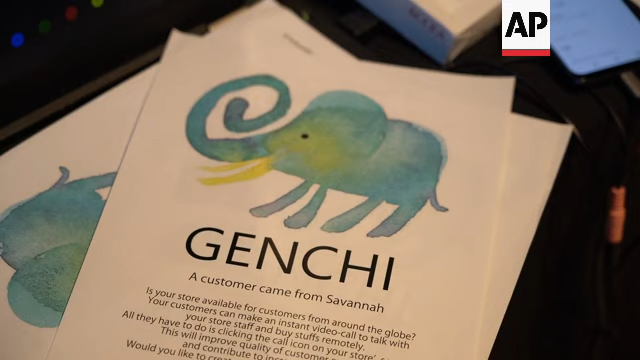 AP
GENCHI
A customer came from Savannah
Is your store available for customers from around the globe?
Your customers can make an instant video-call to talk with
your store staff and buy stuffs remotely.
All they have to do is clicking the call icon on your store'
This will improve quality of customer
and contribute to
Would you like to